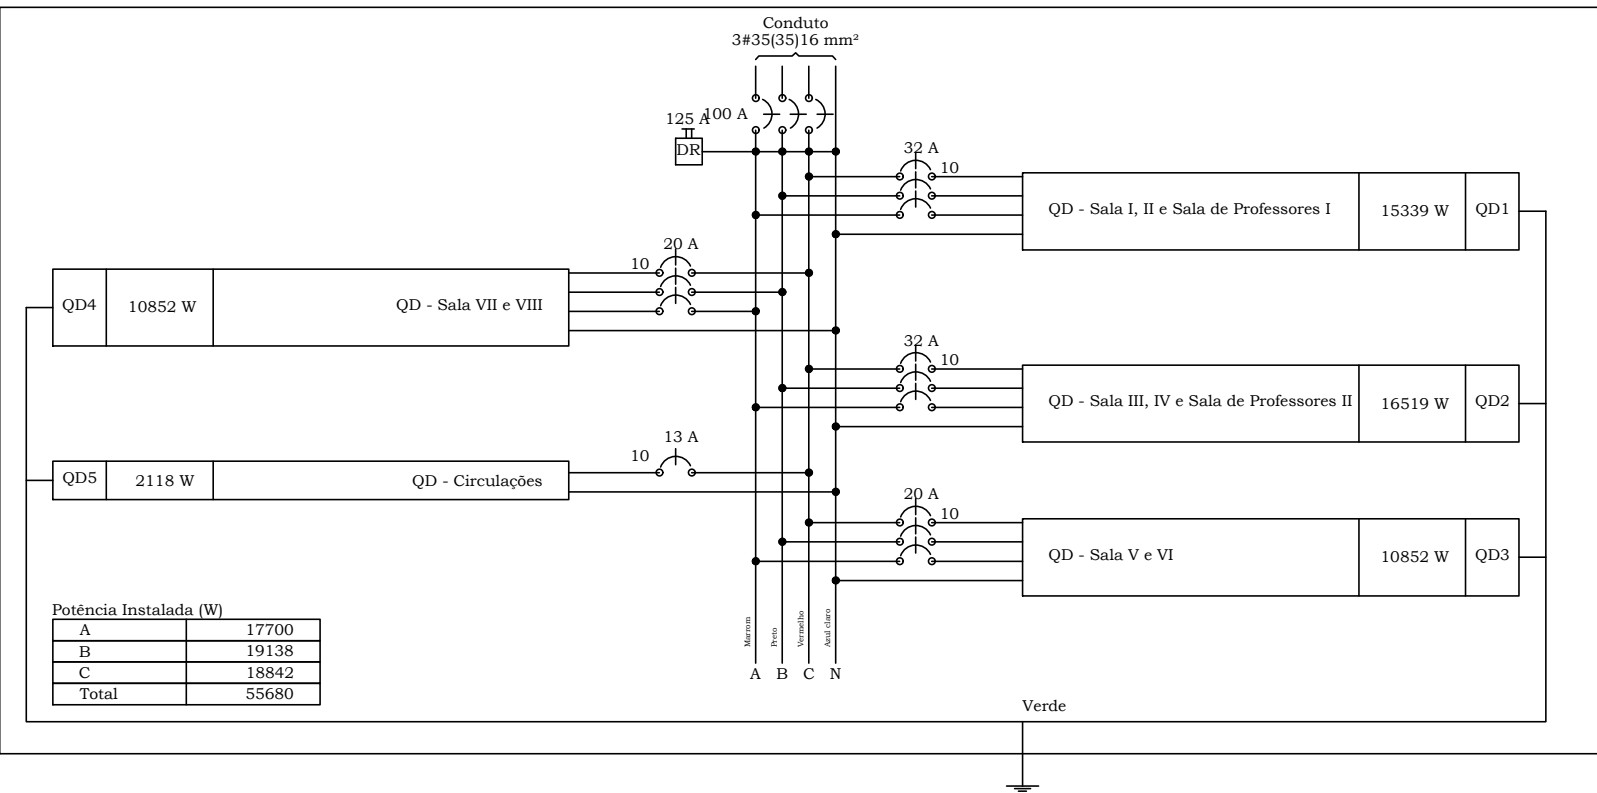 Conduto
3#35(35)16 mm²
100 A
125 A
DR
32 A
10
QD - Sala I, II e Sala de Professores I
15339 W
QD1
20 A
10
QD4
10852 W
QD - Sala VII e VIII
32 A
10
QD - Sala III, IV e Sala de Professores II
16519 W
QD2
13 A
10
QD5
2118 W
QD - Circulações
20 A
10
QD - Sala V e VI
10852 W
QD3
Potência Instalada (W)
A 17700
B 19138
C 18842
Total 55680
Marrom
Preto
Vermelho
Azul claro
A B C N
Verde